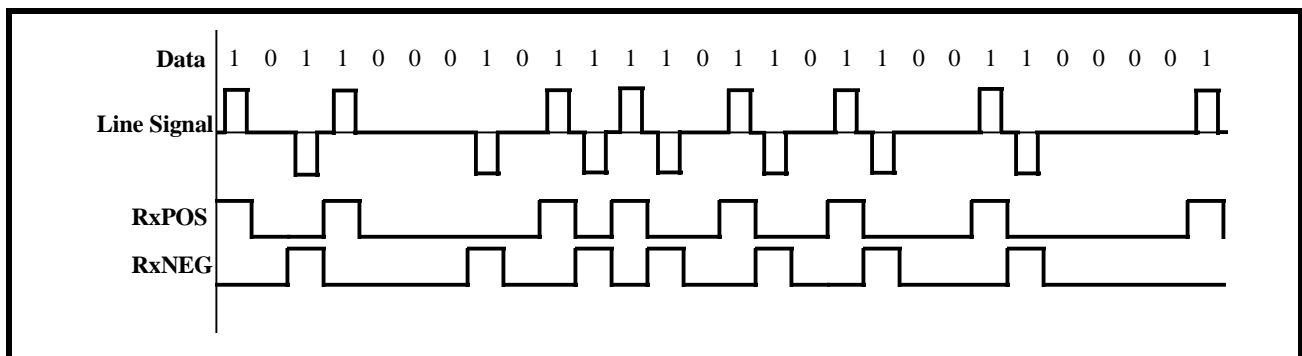 Data 1 0 1 1 0 0 0 1 0 1 1 1 1 0 1 1 0 1 1 0 0 1 1 0 0 0 0 1
Line Signal
RxPOS
RxNEG